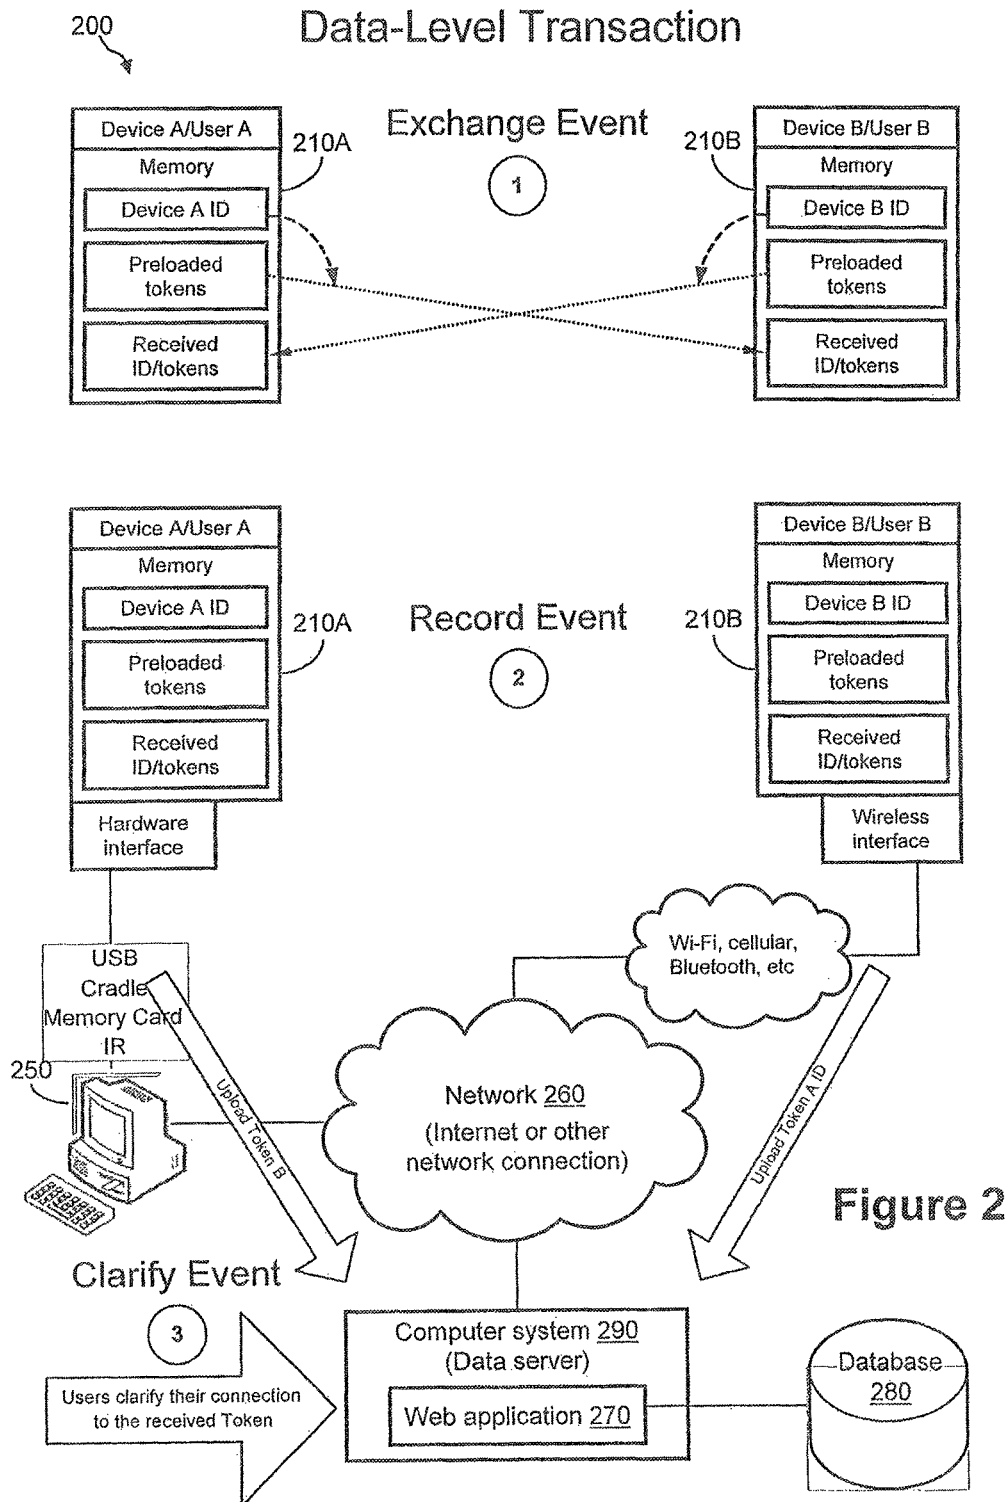 200
Data-Level Transaction
Device A/User A
Memory
Device A ID
Preloaded
tokens
Received
ID/tokens
210A
Exchange Event
1
210B
Device B/User B
Memory
Device B ID
Preloaded
tokens
Received
ID/tokens
Device A/User A
Memory
Device A ID
Preloaded
tokens
Received
ID/tokens
Hardware
interface
210A
Record Event
2
210B
Device B/User B
Memory
Device B ID
Preloaded
tokens
Received
ID/tokens
Wireless
interface
USB
Cradle
Memory Card
IR
250
Upload Token B
Wi-Fi, cellular,
Bluetooth, etc
Network 260
(Internet or other
network connection)
Upload Token A ID
Figure 2
Clarify Event
3
Users clarify their connection
to the received Token
Computer system 290
(Data server)
Web application 270
Database
280